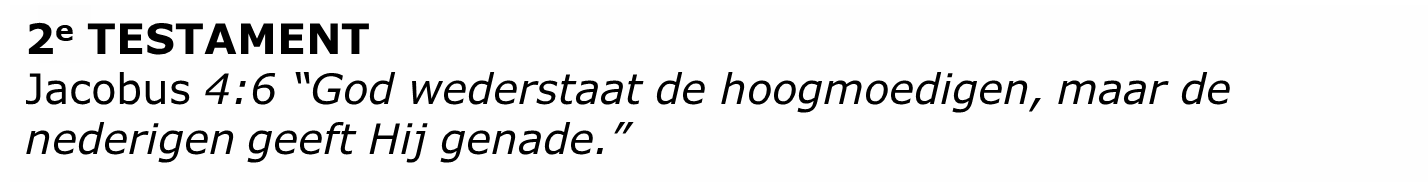 2e TESTAMENT
Jacobus 4:6 “God wederstaat de hoogmoedigen, maar de
nederigen geeft Hij genade.”